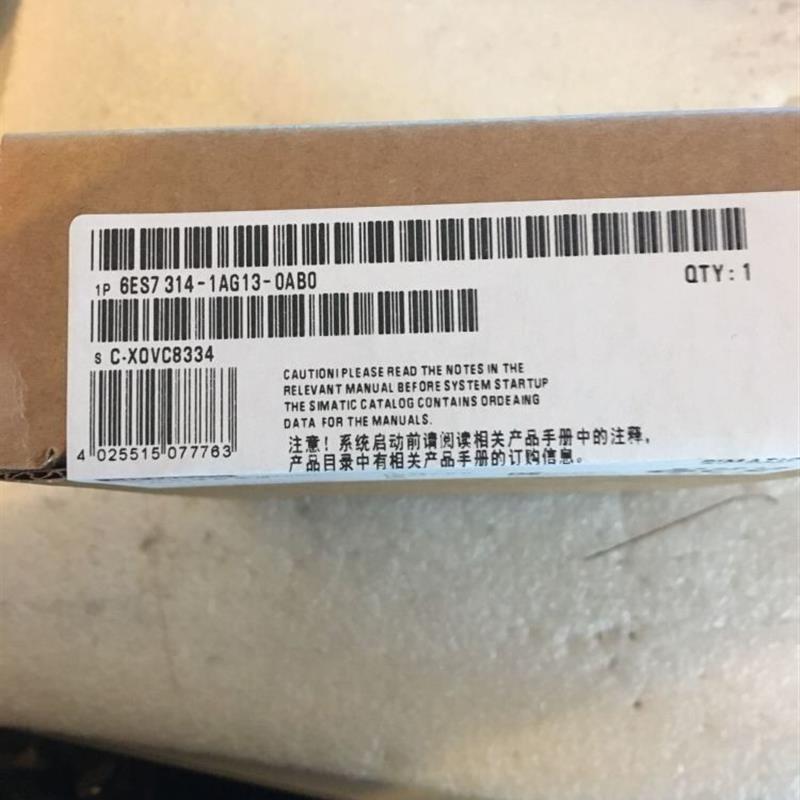 1P 6ES7 314-1AG13-0AB0
QTY: 1
S C-X0VC8334
CAUTION! PLEASE READ THE NOTES IN THE
RELEVANT MANUAL BEFORE SYSTEM STARTUP
THE SIMATIC CATALOG CONTAINS ORDEAING
DATA FOR THE MANUALS.
4 025515 077763
注意！系统启动前请阅读相关产品手册中的注释，
产品目录中有相关产品手册的订购信息。